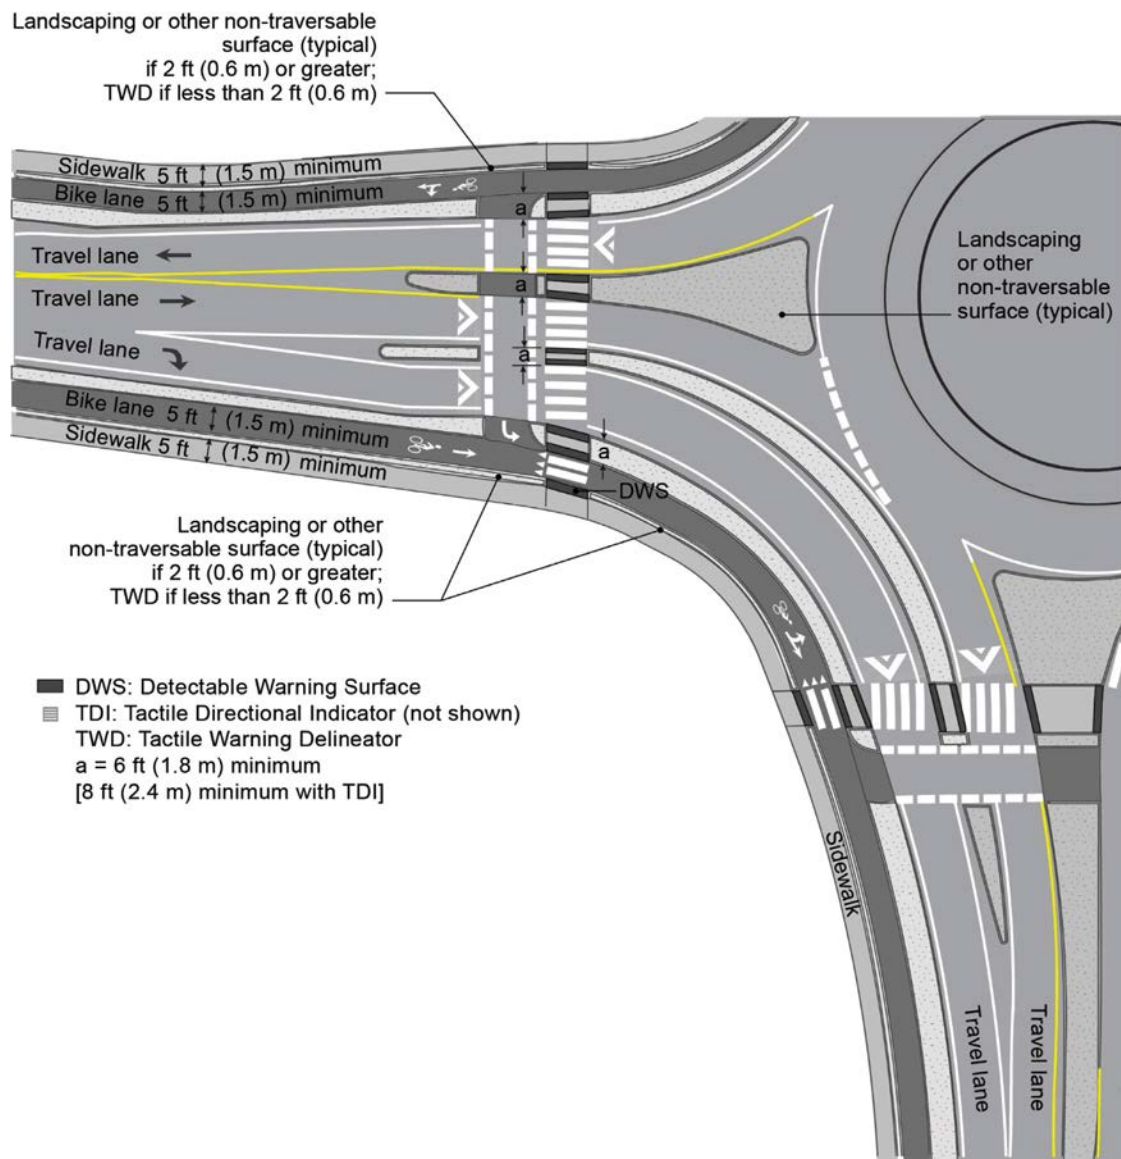 Landscaping or other non-traversable
surface (typical)
if 2 ft (0.6 m) or greater;
TWD if less than 2 ft (0.6 m)
Sidewalk 5 ft (1.5 m) minimum
Bike lane 5 ft (1.5 m) minimum
a
Travel lane
a
Travel lane
Travel lane
a
Landscaping
or other
non-traversable
surface (typical)
Bike lane 5 ft (1.5 m) minimum
Sidewalk 5 ft (1.5 m) minimum
a
DWS
Landscaping or other
non-traversable surface (typical)
if 2 ft (0.6 m) or greater;
TWD if less than 2 ft (0.6 m)
DWS: Detectable Warning Surface
TDI: Tactile Directional Indicator (not shown)
TWD: Tactile Warning Delineator
a = 6 ft (1.8 m) minimum
[8 ft (2.4 m) minimum with TDI]
Sidewalk
Travel lane
Travel lane